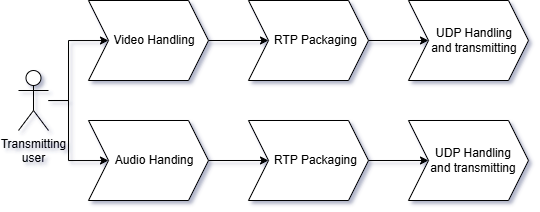 Video Handling
RTP Packaging
UDP Handling
and transmitting
Transmitting
user
Audio Handing
RTP Packaging
UDP Handling
and transmitting